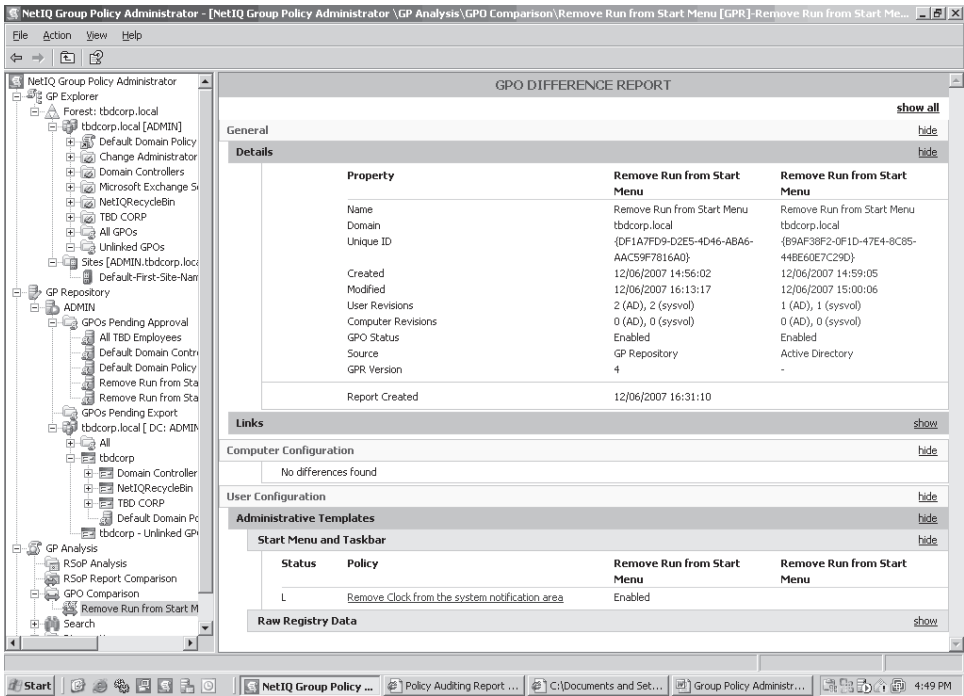 NetIQ Group Policy Administrator - [NetIQ Group Policy Administrator \GP Analysis\GPO Comparison\Remove Run from Start Menu [GPR]-Remove Run from Start Me...
File Action View Help
NetIQ Group Policy Administrator
GP Explorer
Forest: tbdcorp.local
tbdcorp.local [ADMIN]
Default Domain Policy
Change Administrator
Domain Controllers
Microsoft Exchange S
NetIQRecycleBin
TBD CORP
All GPOs
Unlinked GPOs
Sites [ADMIN.tbdcorp.loca
Default-First-Site-Nam
GP Repository
ADMIN
GPOs Pending Approval
All TBD Employees
Default Domain Contr
Default Domain Policy
Remove Run from Sta
Remove Run from Sta
GPOs Pending Export
tbdcorp.local [ DC: ADMIN
All
tbdcorp
Domain Controller
NetIQRecycleBin
TBD CORP
Default Domain Po
tbdcorp - Unlinked GP
GP Analysis
RSoP Analysis
RSoP Report Comparison
GPO Comparison
Remove Run from Start M
Search
GPO DIFFERENCE REPORT
show all
General hide
Details hide
Property Remove Run from Start Menu Remove Run from Start Menu
Name Remove Run from Start Menu Remove Run from Start Menu
Domain tbdcorp.local tbdcorp.local
Unique ID {DF1A7FD9-D2E5-4D46-ABA6- {B9AF38F2-0F1D-47E4-8C85-
AAC59F7816A0} 44BE60E7C29D}
Created 12/06/2007 14:56:02 12/06/2007 14:59:05
Modified 12/06/2007 16:13:17 12/06/2007 15:00:06
User Revisions 2 (AD), 2 (sysvol) 1 (AD), 1 (sysvol)
Computer Revisions 0 (AD), 0 (sysvol) 0 (AD), 0 (sysvol)
GPO Status Enabled Enabled
Source GP Repository Active Directory
GPR Version 4 -
Report Created 12/06/2007 16:31:10
Links show
Computer Configuration hide
No differences found
User Configuration hide
Administrative Templates hide
Start Menu and Taskbar hide
Status Policy Remove Run from Start Menu Remove Run from Start Menu
L Remove Clock from the system notification area Enabled
Raw Registry Data show
Start NetIQ Group Policy ... Policy Auditing Report ... C:\Documents and Set... Group Policy Administr... 4:49 PM